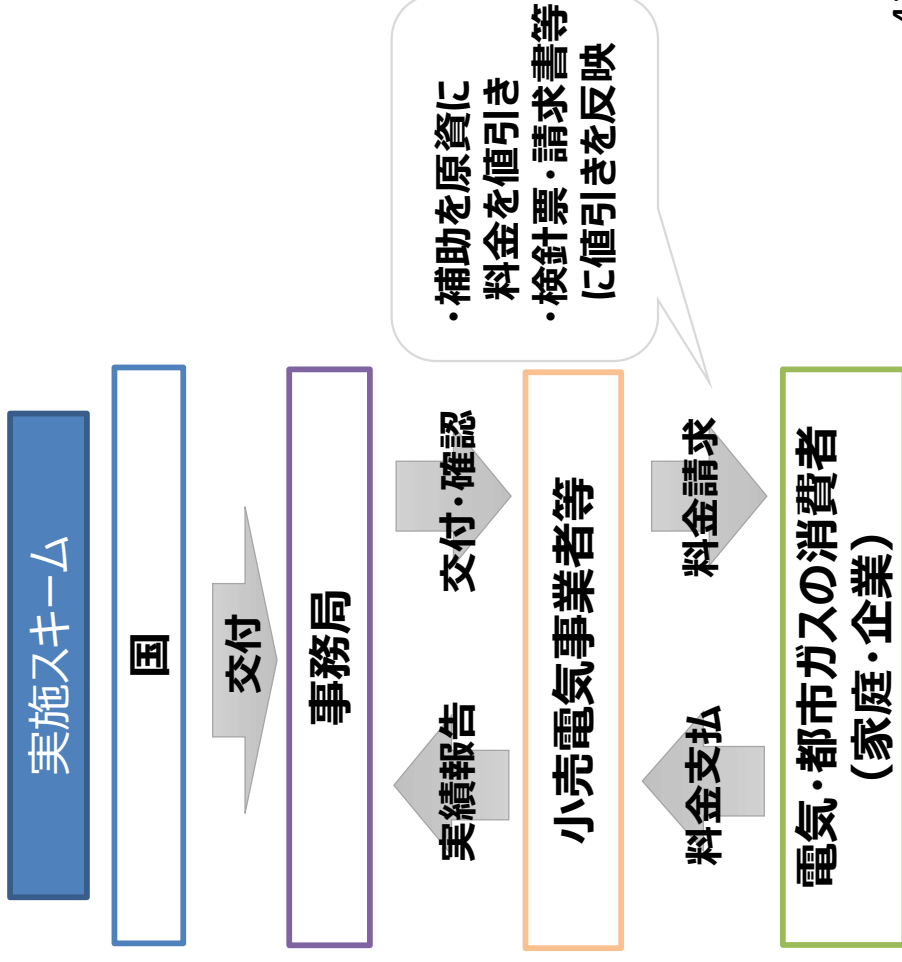 実施スキーム
国
交付
事務局
実績報告
交付・確認
小売電気事業者等
・補助を原資に
料金を値引き
・検針票・請求書等
に値引きを反映
料金支払
料金請求
電気・都市ガスの消費者
（家庭・企業）